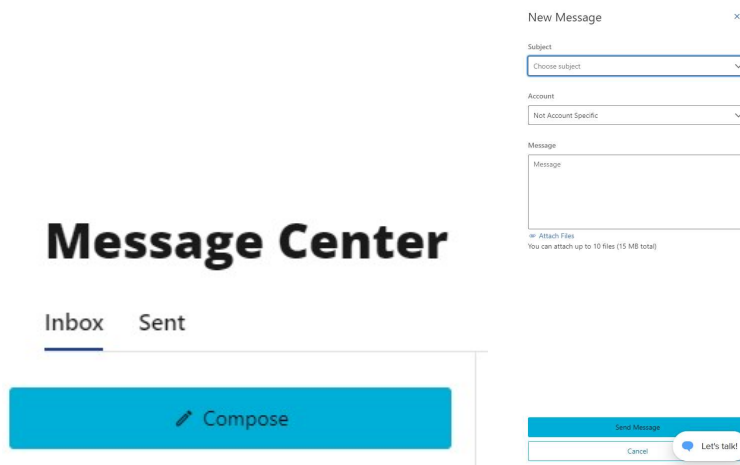 Message Center
Inbox Sent
Compose
New Message
Subject
Choose subject
Account
Not Account Specific
Message
Message
Attach Files
You can attach up to 10 files (15 MB total)
Send Message
Let's talk!
Cancel